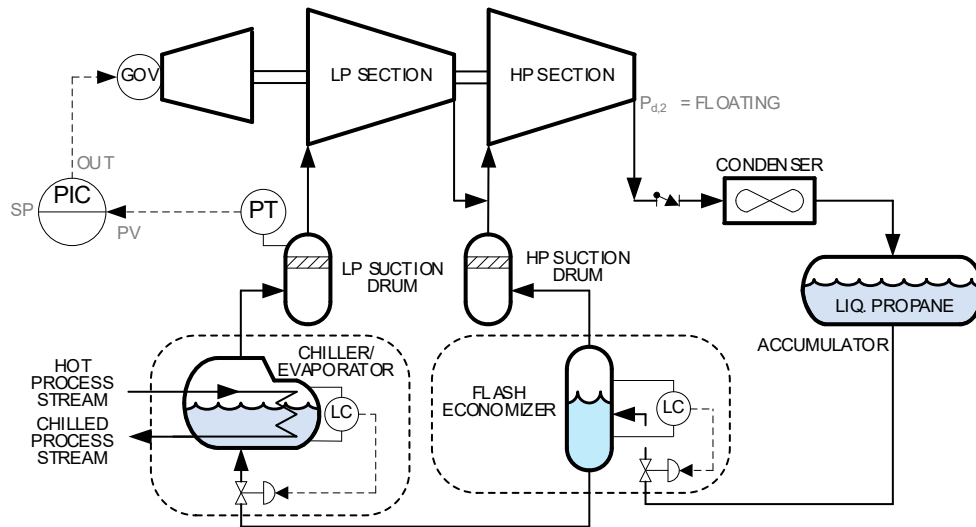 GOV
LP SECTION
HP SECTION
P_{d,2} = FLOATING
OUT
PIC
SP
PV
PT
CONDENSER
LP SUCTION
DRUM
HP SUCTION
DRUM
LIQ. PROPANE
ACCUMULATOR
HOT
PROCESS
STREAM
CHILLER/
EVAPORATOR
LC
CHILLED
PROCESS
STREAM
FLASH
ECONOMIZER
LC